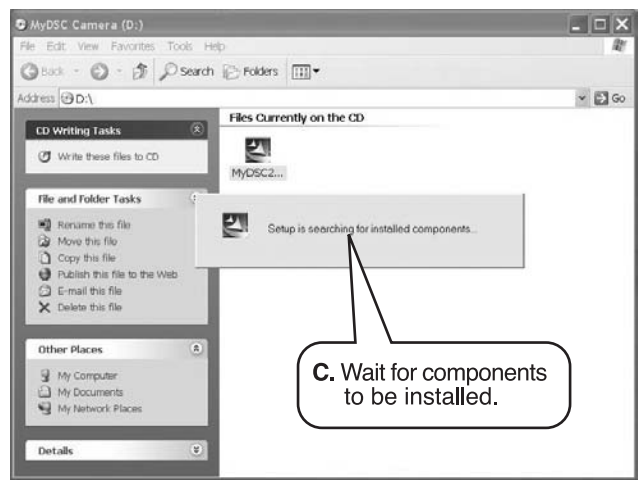 MyDSC Camera (D:)
File Edit View Favorites Tools Help
Back Search Folders
Address D:\ Go
CD Writing Tasks
Write these files to CD
File and Folder Tasks
Rename this file
Move this file
Copy this file
Publish this file to the Web
E-mail this file
Delete this file
Other Places
My Computer
My Documents
My Network Places
Details
Files Currently on the CD
MyDSC2...
Setup is searching for installed components...
C. Wait for components
to be installed.